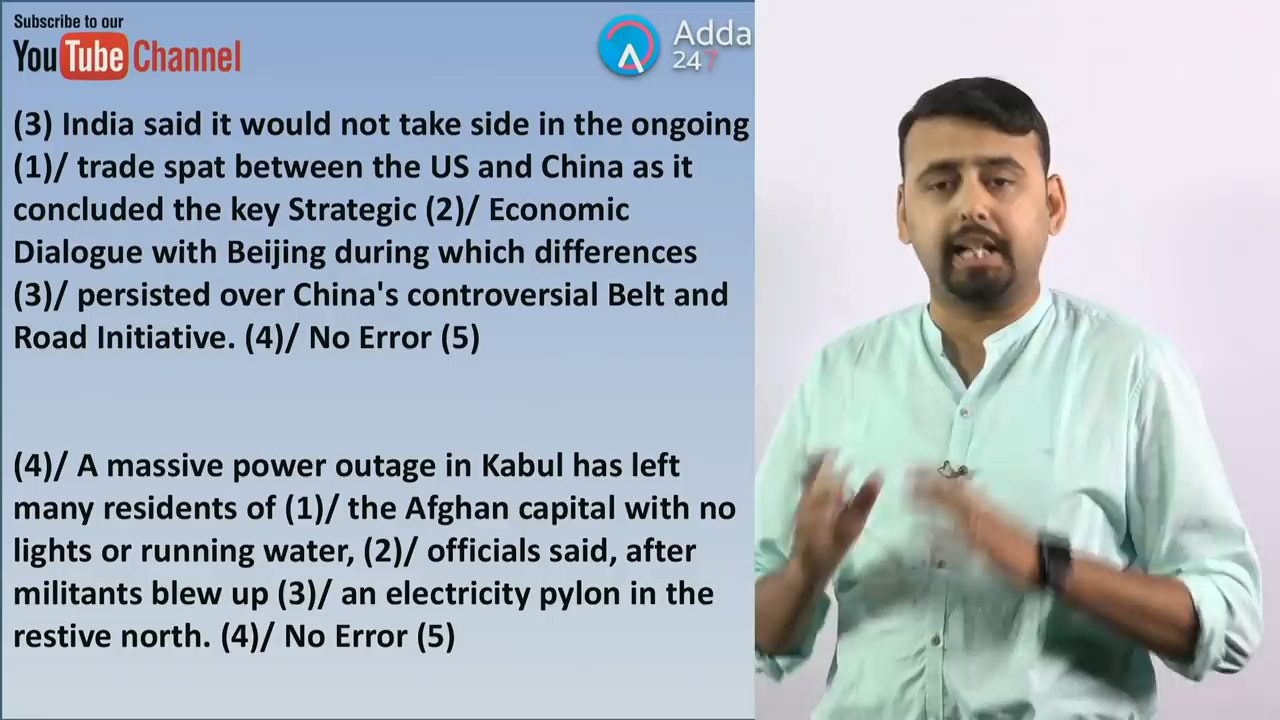 Subscribe to our
YouTube Channel
Adda
247
(3) India said it would not take side in the ongoing
(1)/ trade spat between the US and China as it
concluded the key Strategic (2)/ Economic
Dialogue with Beijing during which differences
(3)/ persisted over China's controversial Belt and
Road Initiative. (4)/ No Error (5)
(4)/ A massive power outage in Kabul has left
many residents of (1)/ the Afghan capital with no
lights or running water, (2)/ officials said, after
militants blew up (3)/ an electricity pylon in the
restive north. (4)/ No Error (5)